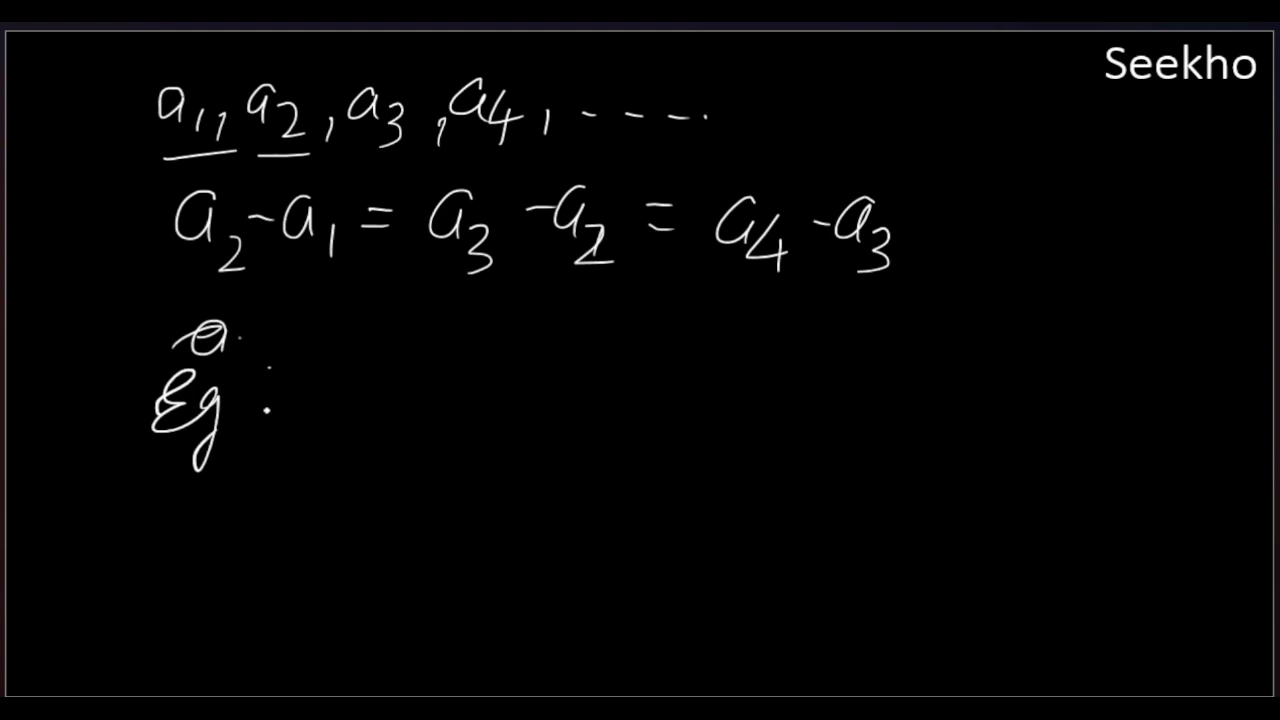 Seekho
a1, a2, a3, a4, - - - -.
a2 - a1 = a3 - a2 = a4 - a3
a
Eg :